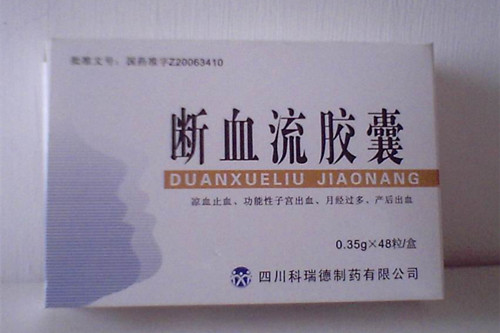 批准文号：国药准字Z20063410
断血流胶囊
DUANXUELIU JIAONANG
凉血止血、功能性子宫出血、月经过多、产后出血
0.35g×48粒/盒
四川科瑞德制药有限公司